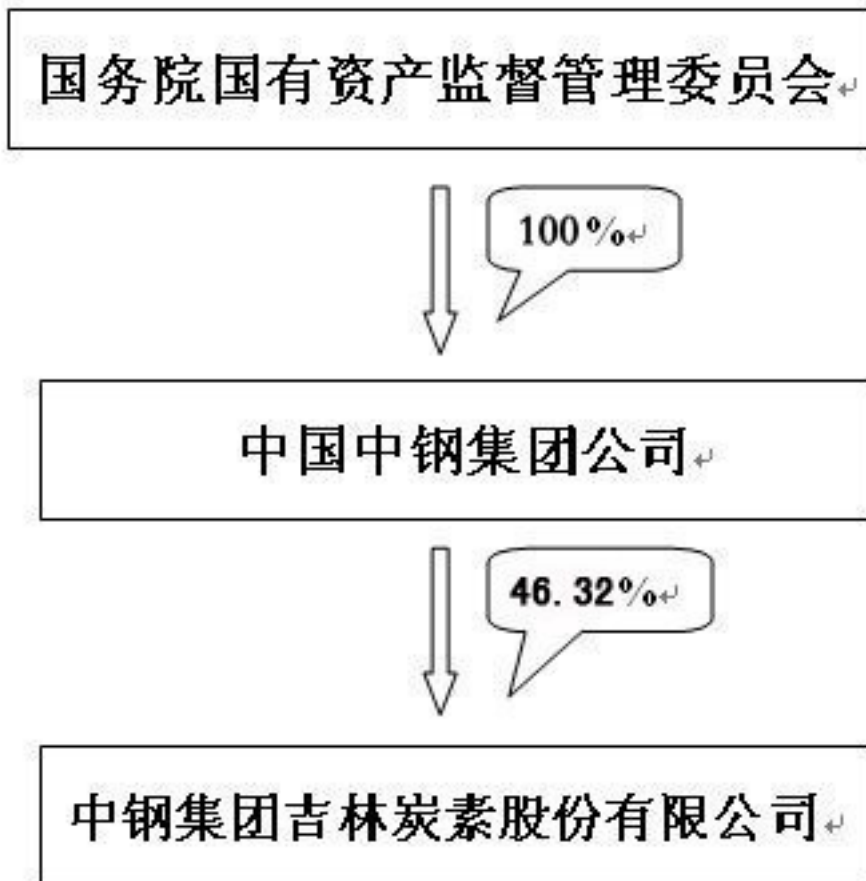 国务院国有资产监督管理委员会
100%
中国中钢集团公司
46.32%
中钢集团吉林炭素股份有限公司